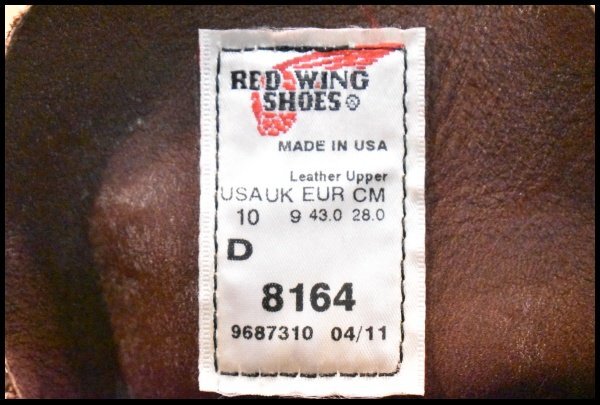 RED WING
SHOES®
MADE IN USA
Leather Upper
USA UK EUR CM
10 9 43.0 28.0
D
8164
9687310 04/11